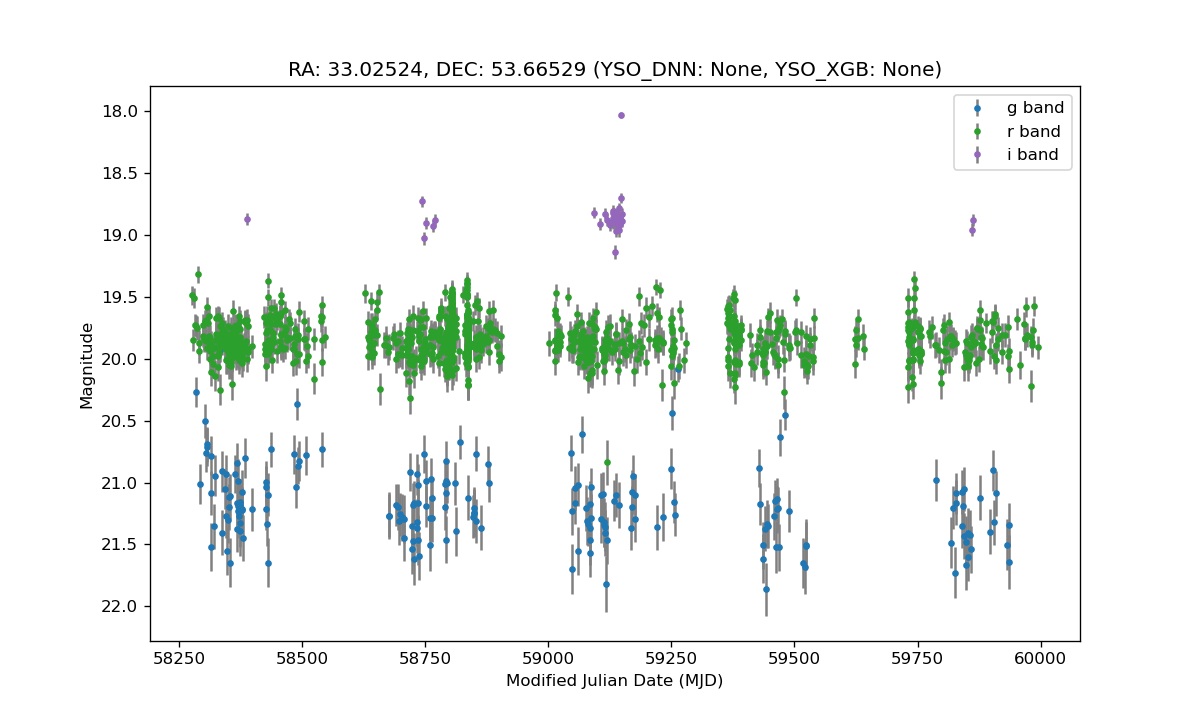 RA: 33.02524, DEC: 53.66529 (YSO_DNN: None, YSO_XGB: None)
g band
r band
i band
18.0
18.5
19.0
19.5
20.0
20.5
21.0
21.5
22.0
Magnitude
58250 58500 58750 59000 59250 59500 59750 60000
Modified Julian Date (MJD)